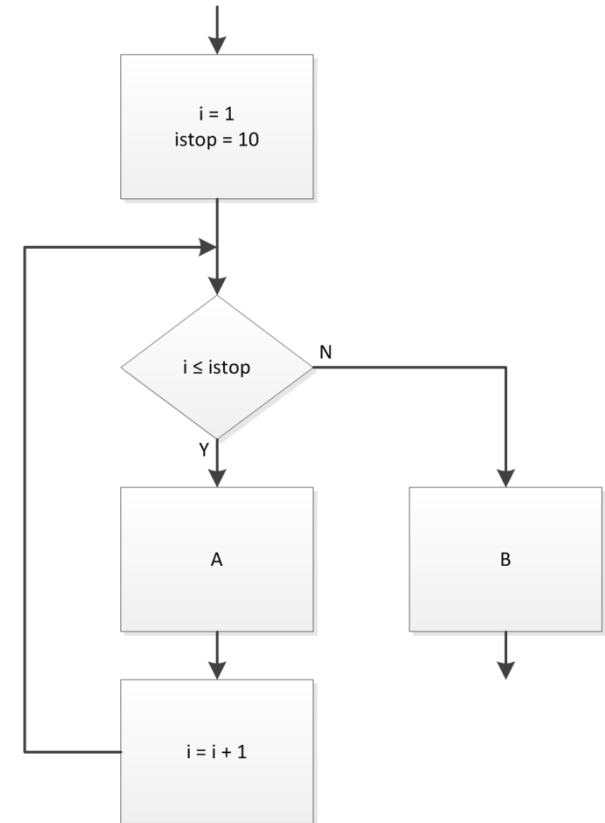 i = 1
istop = 10
i ≤ istop
N
Y
A
B
i = i + 1